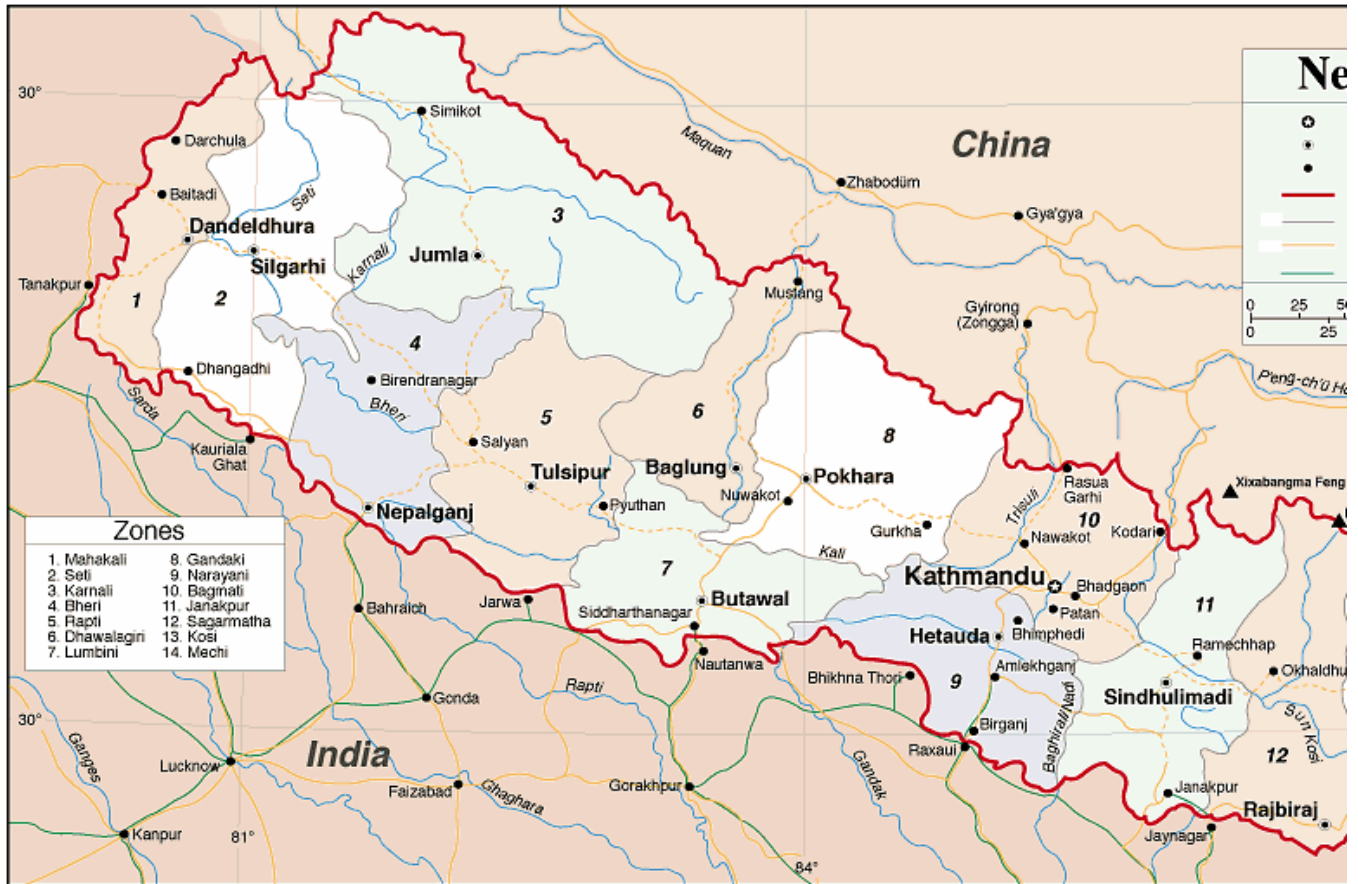 Ne
30°
China
Simikot
Maquan
Darchula
Zhabodüm
Baitadi
Seti
3
Gya'gya
Dandeldhura
Silgarhi
Karnali
Jumla
Tanakpur
1
2
Mustang
Gyirong
(Zongga)
0 25 50
0 25
4
Dhangadhi
Birendranagar
Sarda
Bheri
5
6
8
P'eng-ch'ü Ho
Kauriala
Ghat
Salyan
Tulsipur
Baglung
Pokhara
Rasua
Garhi
Xixabangma Feng
Nepalganj
Pyuthan
Nuwakot
Gurkha
Trisuli
10
Kodari
Nawakot
Kali
Zones
1. Mahakali
2. Seti
3. Karnali
4. Bheri
5. Rapti
6. Dhawalagiri
7. Lumbini
8. Gandaki
9. Narayani
10. Bagmati
11. Janakpur
12. Sagarmatha
13. Kosi
14. Mechi
7
Kathmandu
Bhadgaon
Patan
Bahraich
Jarwa
Siddharthanagar
Butawal
Hetauda
Bhimphedi
11
Ramechhap
Nautanwa
Bhikhna Thori
9
Amlekhganj
Okhaldhu
Gonda
Rapti
Baghirali Nadi
Sindhulimadi
Sun Kosi
30°
Ganges
India
Birganj
Raxaui
12
Lucknow
Faizabad
Ghaghara
Gorakhpur
Gandak
Janakpur
Rajbiraj
Kanpur
81°
84°
Jaynagar